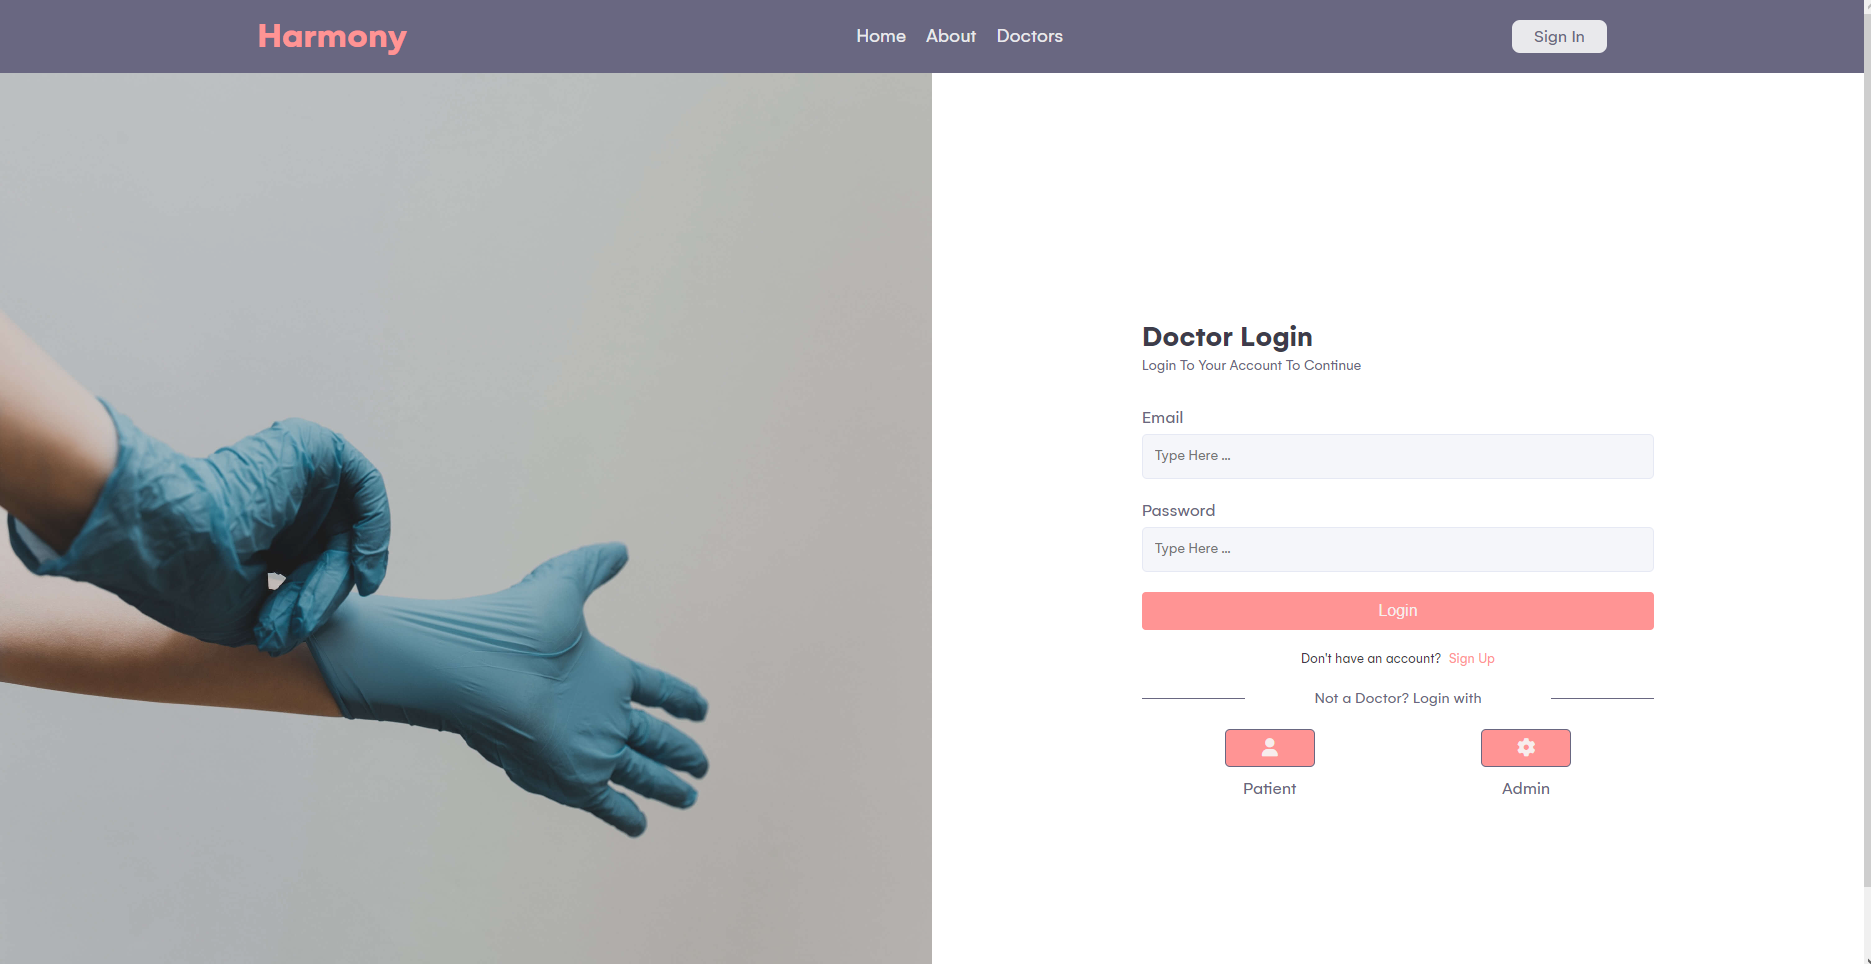 Harmony
Home About Doctors
Sign In
Doctor Login
Login To Your Account To Continue
Email
Type Here ...
Password
Type Here ...
Login
Don't have an account? Sign Up
Not a Doctor? Login with
Patient
Admin